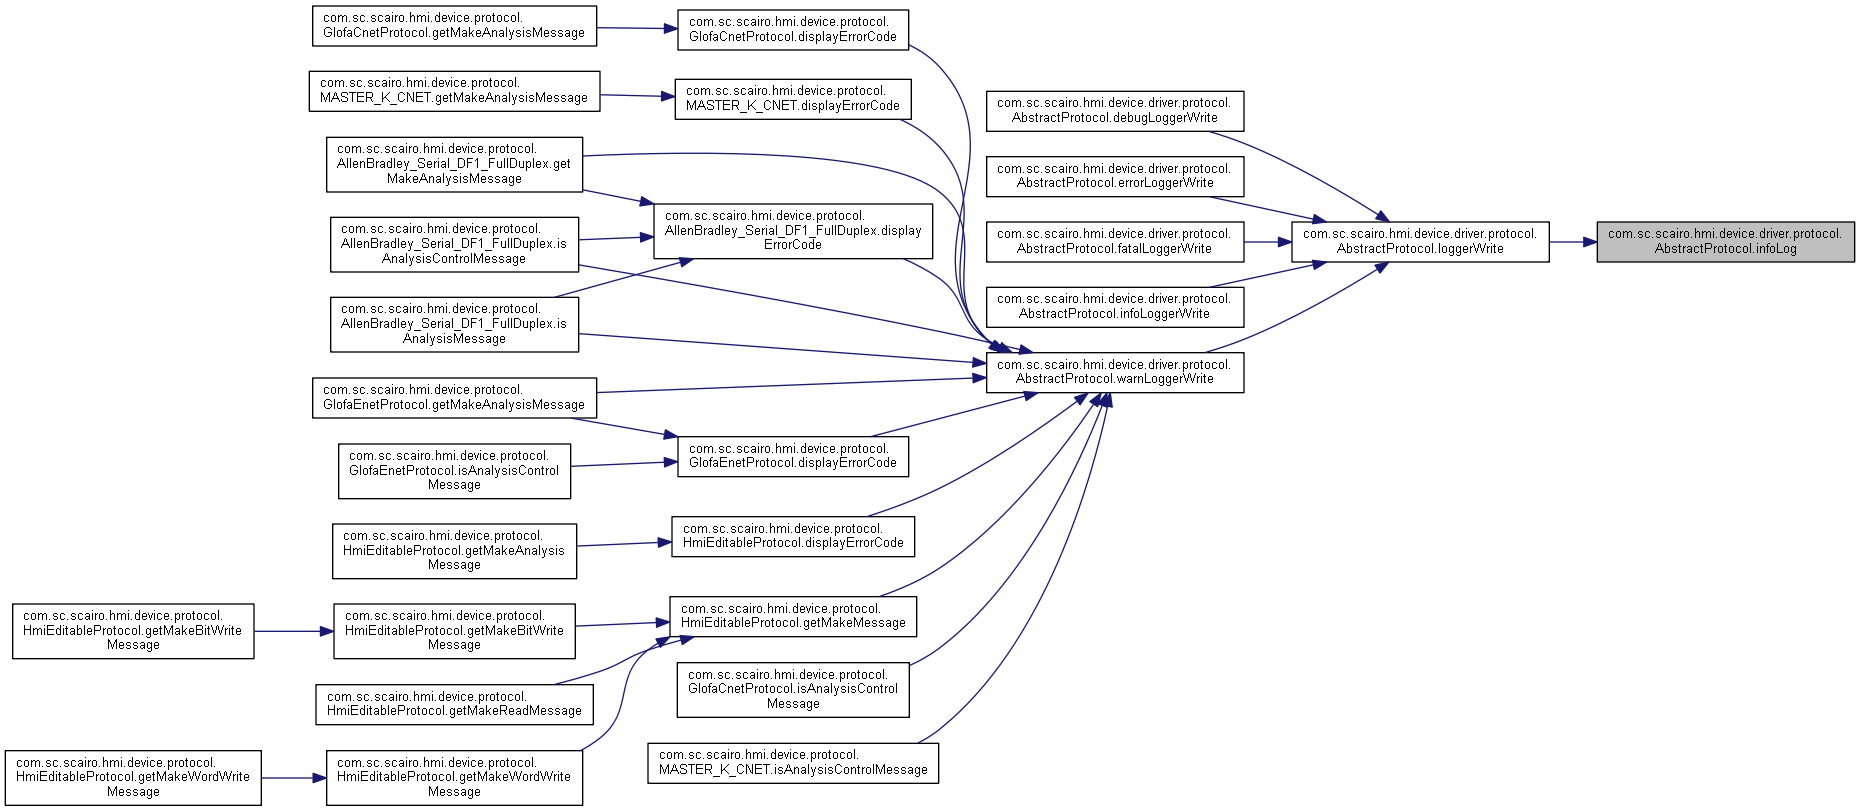 com.sc.scairo.hmi.device.protocol.
GlofaCnetProtocol.getMakeAnalysisMessage
com.sc.scairo.hmi.device.protocol.
GlofaCnetProtocol.displayErrorCode
com.sc.scairo.hmi.device.protocol.
MASTER_K_CNET.getMakeAnalysisMessage
com.sc.scairo.hmi.device.protocol.
MASTER_K_CNET.displayErrorCode
com.sc.scairo.hmi.device.driver.protocol.
AbstractProtocol.debugLoggerWrite
com.sc.scairo.hmi.device.protocol.
AllenBradley_Serial_DF1_FullDuplex.get
MakeAnalysisMessage
com.sc.scairo.hmi.device.driver.protocol.
AbstractProtocol.errorLoggerWrite
com.sc.scairo.hmi.device.protocol.
AllenBradley_Serial_DF1_FullDuplex.display
ErrorCode
com.sc.scairo.hmi.device.protocol.
AllenBradley_Serial_DF1_FullDuplex.is
AnalysisControlMessage
com.sc.scairo.hmi.device.driver.protocol.
AbstractProtocol.fatalLoggerWrite
com.sc.scairo.hmi.device.driver.protocol.
AbstractProtocol.loggerWrite
com.sc.scairo.hmi.device.driver.protocol.
AbstractProtocol.infoLog
com.sc.scairo.hmi.device.protocol.
AllenBradley_Serial_DF1_FullDuplex.is
AnalysisMessage
com.sc.scairo.hmi.device.driver.protocol.
AbstractProtocol.infoLoggerWrite
com.sc.scairo.hmi.device.driver.protocol.
AbstractProtocol.warnLoggerWrite
com.sc.scairo.hmi.device.protocol.
GlofaEnetProtocol.getMakeAnalysisMessage
com.sc.scairo.hmi.device.protocol.
GlofaEnetProtocol.displayErrorCode
com.sc.scairo.hmi.device.protocol.
GlofaEnetProtocol.isAnalysisControl
Message
com.sc.scairo.hmi.device.protocol.
HmiEditableProtocol.displayErrorCode
com.sc.scairo.hmi.device.protocol.
HmiEditableProtocol.getMakeAnalysis
Message
com.sc.scairo.hmi.device.protocol.
HmiEditableProtocol.getMakeBitWrite
Message
com.sc.scairo.hmi.device.protocol.
HmiEditableProtocol.getMakeBitWrite
Message
com.sc.scairo.hmi.device.protocol.
HmiEditableProtocol.getMakeMessage
com.sc.scairo.hmi.device.protocol.
GlofaCnetProtocol.isAnalysisControl
Message
com.sc.scairo.hmi.device.protocol.
HmiEditableProtocol.getMakeReadMessage
com.sc.scairo.hmi.device.protocol.
MASTER_K_CNET.isAnalysisControlMessage
com.sc.scairo.hmi.device.protocol.
HmiEditableProtocol.getMakeWordWrite
Message
com.sc.scairo.hmi.device.protocol.
HmiEditableProtocol.getMakeWordWrite
Message